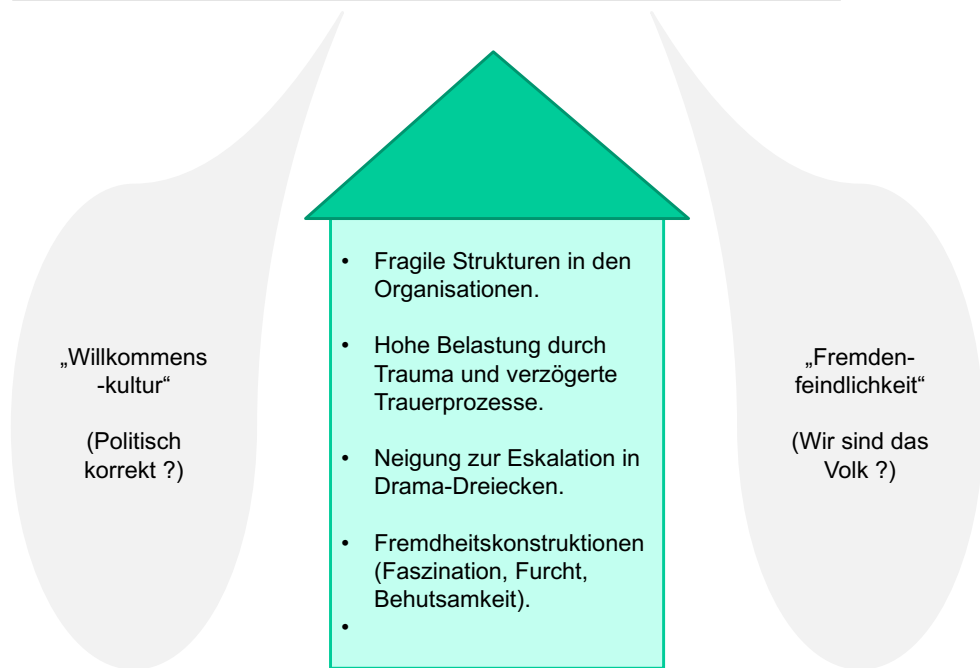 • Fragile Strukturen in den
Organisationen.
• Hohe Belastung durch
Trauma und verzögerte
Trauerprozesse.
• Neigung zur Eskalation in
Drama-Dreiecken.
• Fremdheitskonstruktionen
(Faszination, Furcht,
Behutsamkeit).
•
„Willkommens
-kultur“
(Politisch
korrekt ?)
„Fremden-
feindlichkeit“
(Wir sind das
Volk ?)